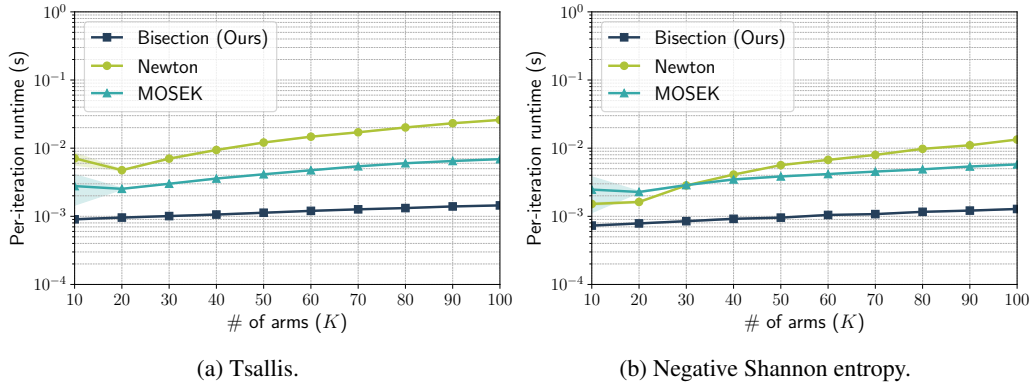 Per-iteration runtime (s)
10^0
10^{-1}
10^{-2}
10^{-3}
10^{-4}
Bisection (Ours)
Newton
MOSEK
10 20 30 40 50 60 70 80 90 100
# of arms (K)
(a) Tsallis.
Per-iteration runtime (s)
10^0
10^{-1}
10^{-2}
10^{-3}
10^{-4}
Bisection (Ours)
Newton
MOSEK
10 20 30 40 50 60 70 80 90 100
# of arms (K)
(b) Negative Shannon entropy.